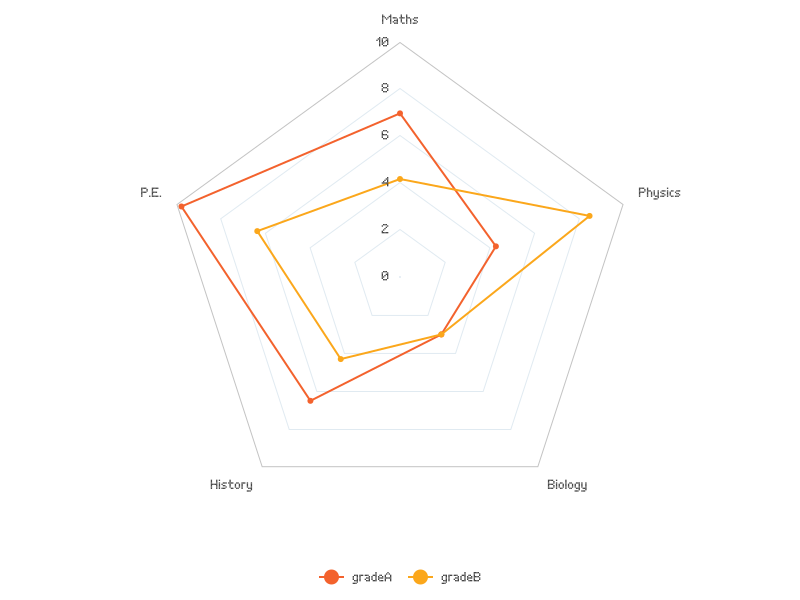 Maths
10
8
6
4
2
0
P.E.
Physics
History
Biology
gradeA
gradeB